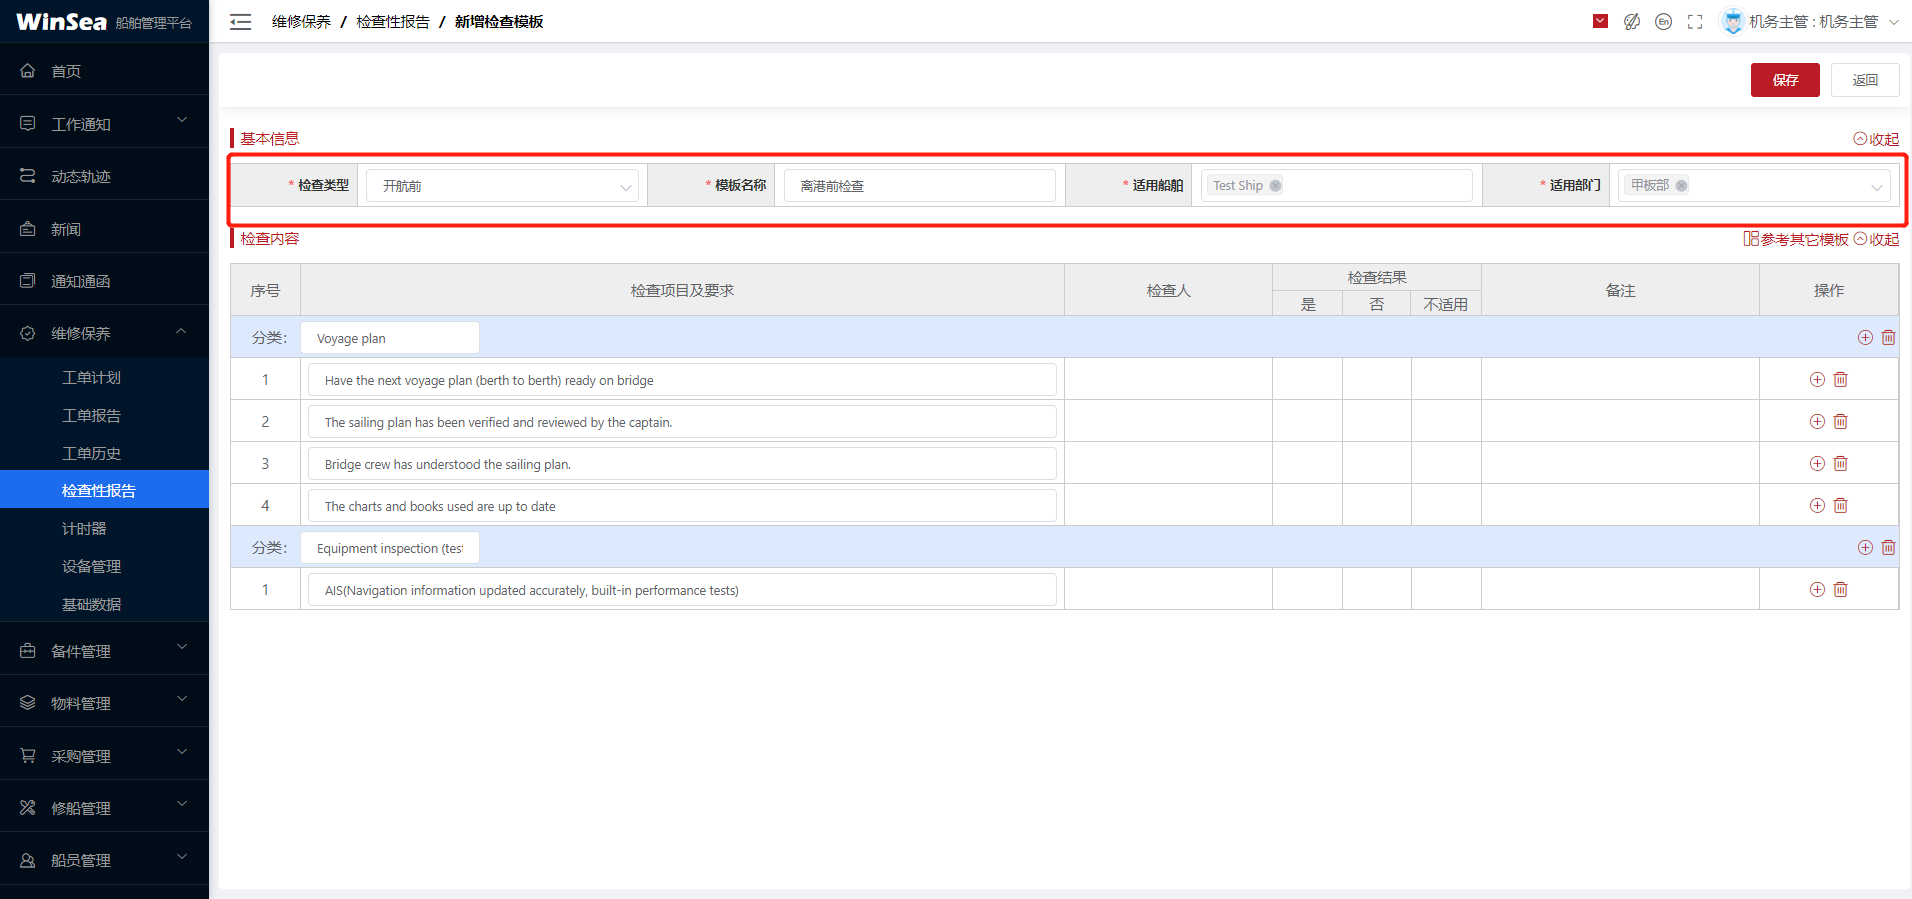 WinSea 船舶管理平台
维修保养 / 检查性报告 / 新增检查模板
En
机务主管 : 机务主管
首页
工作通知
动态轨迹
新闻
通知通函
维修保养
工单计划
工单报告
工单历史
检查性报告
计时器
设备管理
基础数据
备件管理
物料管理
采购管理
修船管理
船员管理
保存 返回
基本信息 收起
* 检查类型 开航前 * 模板名称 离港前检查 * 适用船舶 Test Ship * 适用部门 甲板部
检查内容 参考其它模板 收起
序号 检查项目及要求 检查人 检查结果 备注 操作
是 否 不适用
分类: Voyage plan
1 Have the next voyage plan (berth to berth) ready on bridge
2 The sailing plan has been verified and reviewed by the captain.
3 Bridge crew has understood the sailing plan.
4 The charts and books used are up to date
分类: Equipment inspection (test
1 AIS(Navigation information updated accurately, built-in performance tests)